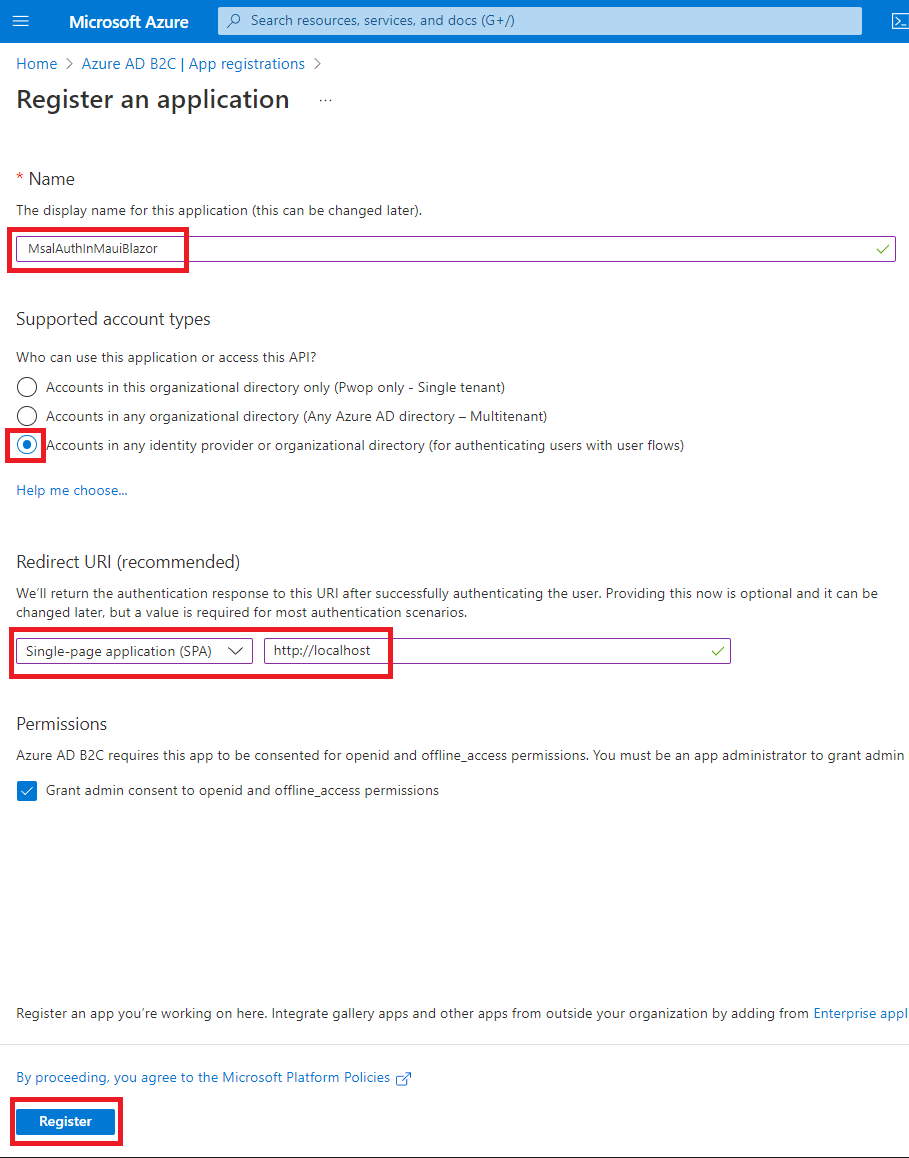 Microsoft Azure
Search resources, services, and docs (G+/)
Home > Azure AD B2C | App registrations >
Register an application ...
* Name
The display name for this application (this can be changed later).
MsalAuthInMauiBlazor
Supported account types
Who can use this application or access this API?
Accounts in this organizational directory only (Pwop only - Single tenant)
Accounts in any organizational directory (Any Azure AD directory – Multitenant)
Accounts in any identity provider or organizational directory (for authenticating users with user flows)
Help me choose...
Redirect URI (recommended)
We'll return the authentication response to this URI after successfully authenticating the user. Providing this now is optional and it can be
changed later, but a value is required for most authentication scenarios.
Single-page application (SPA) http://localhost
Permissions
Azure AD B2C requires this app to be consented for openid and offline_access permissions. You must be an app administrator to grant admin
Grant admin consent to openid and offline_access permissions
Register an app you're working on here. Integrate gallery apps and other apps from outside your organization by adding from Enterprise appl
By proceeding, you agree to the Microsoft Platform Policies
Register